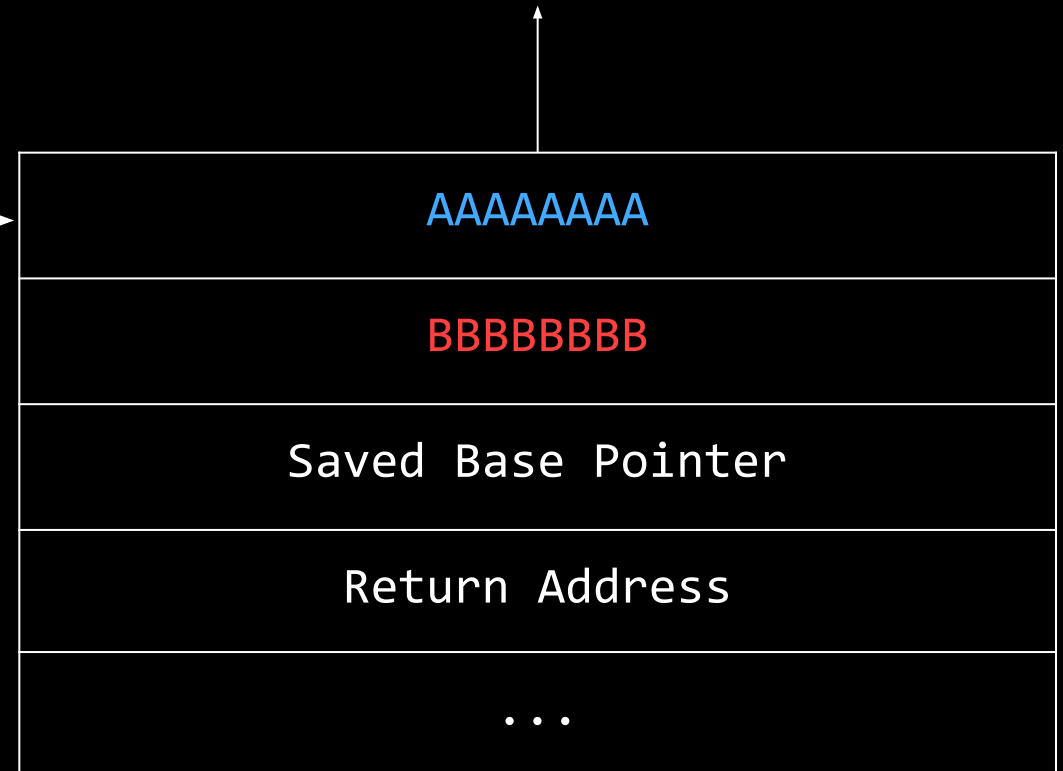 AAAAAAAA
BBBBBBBB
Saved Base Pointer
Return Address
...